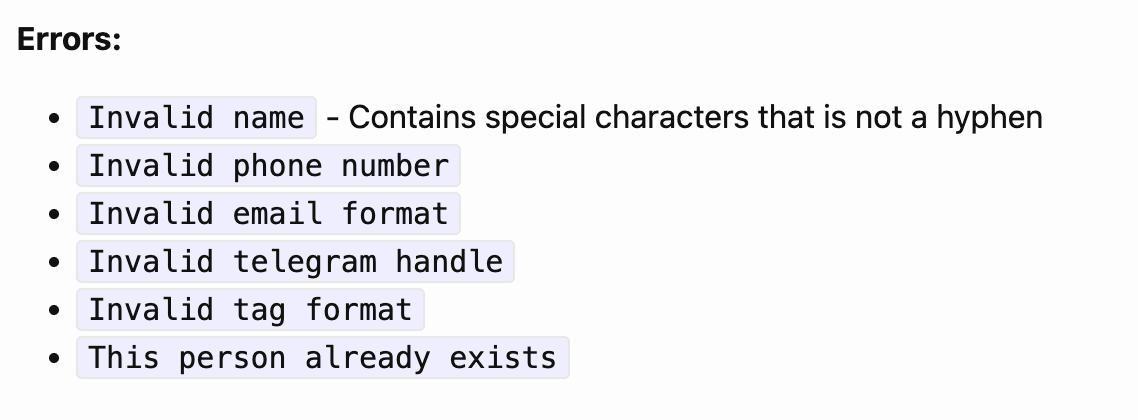 Errors:
Invalid name - Contains special characters that is not a hyphen
Invalid phone number
Invalid email format
Invalid telegram handle
Invalid tag format
This person already exists